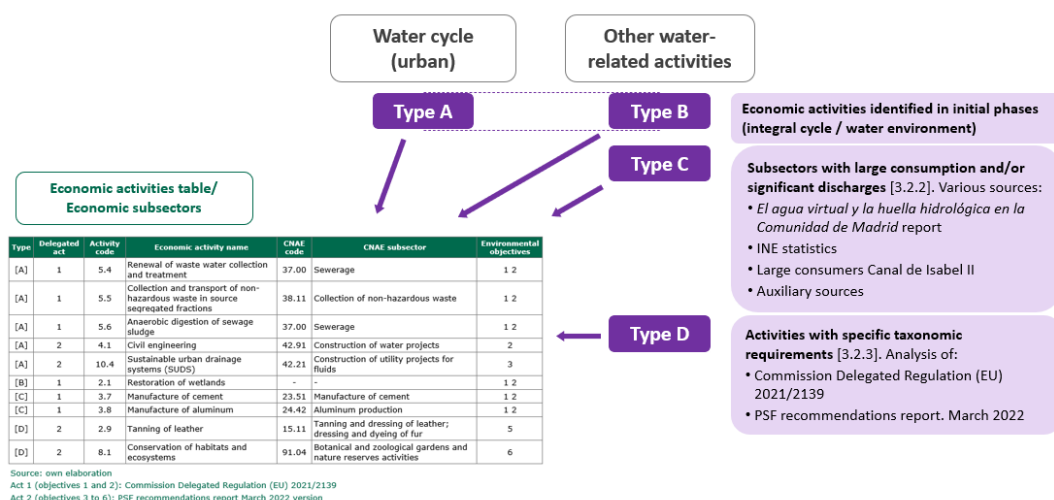 Water cycle
(urban)
Other water-
related activities
Type A
Type B
Type C
Type D
Economic activities identified in initial phases
(integral cycle / water environment)
Subsectors with large consumption and/or
significant discharges [3.2.2]. Various sources:
• El agua virtual y la huella hidrológica en la
Comunidad de Madrid report
• INE statistics
• Large consumers Canal de Isabel II
• Auxiliary sources
Activities with specific taxonomic
requirements [3.2.3]. Analysis of:
• Commission Delegated Regulation (EU)
2021/2139
• PSF recommendations report. March 2022
Economic activities table/
Economic subsectors
Type Delegated act Activity code Economic activity name CNAE code CNAE subsector Environmental objectives
[A] 1 5.4 Renewal of waste water collection and treatment 37.00 Sewerage 1 2
[A] 1 5.5 Collection and transport of non-hazardous waste in source segregated fractions 38.11 Collection of non-hazardous waste 1 2
[A] 1 5.6 Anaerobic digestion of sewage sludge 37.00 Sewerage 1 2
[A] 2 4.1 Civil engineering 42.91 Construction of water projects 2
[A] 2 10.4 Sustainable urban drainage systems (SUDS) 42.21 Construction of utility projects for fluids 3
[B] 1 2.1 Restoration of wetlands - - 1 2
[C] 1 3.7 Manufacture of cement 23.51 Manufacture of cement 1 2
[C] 1 3.8 Manufacture of aluminum 24.42 Aluminum production 1 2
[D] 2 2.9 Tanning of leather 15.11 Tanning and dressing of leather; dressing and dyeing of fur 5
[D] 2 8.1 Conservation of habitats and ecosystems 91.04 Botanical and zoological gardens and nature reserves activities 6
Source: own elaboration
Act 1 (objectives 1 and 2): Commission Delegated Regulation (EU) 2021/2139
Act 2 (objectives 3 to 6): PSF recommendations report March 2022 version